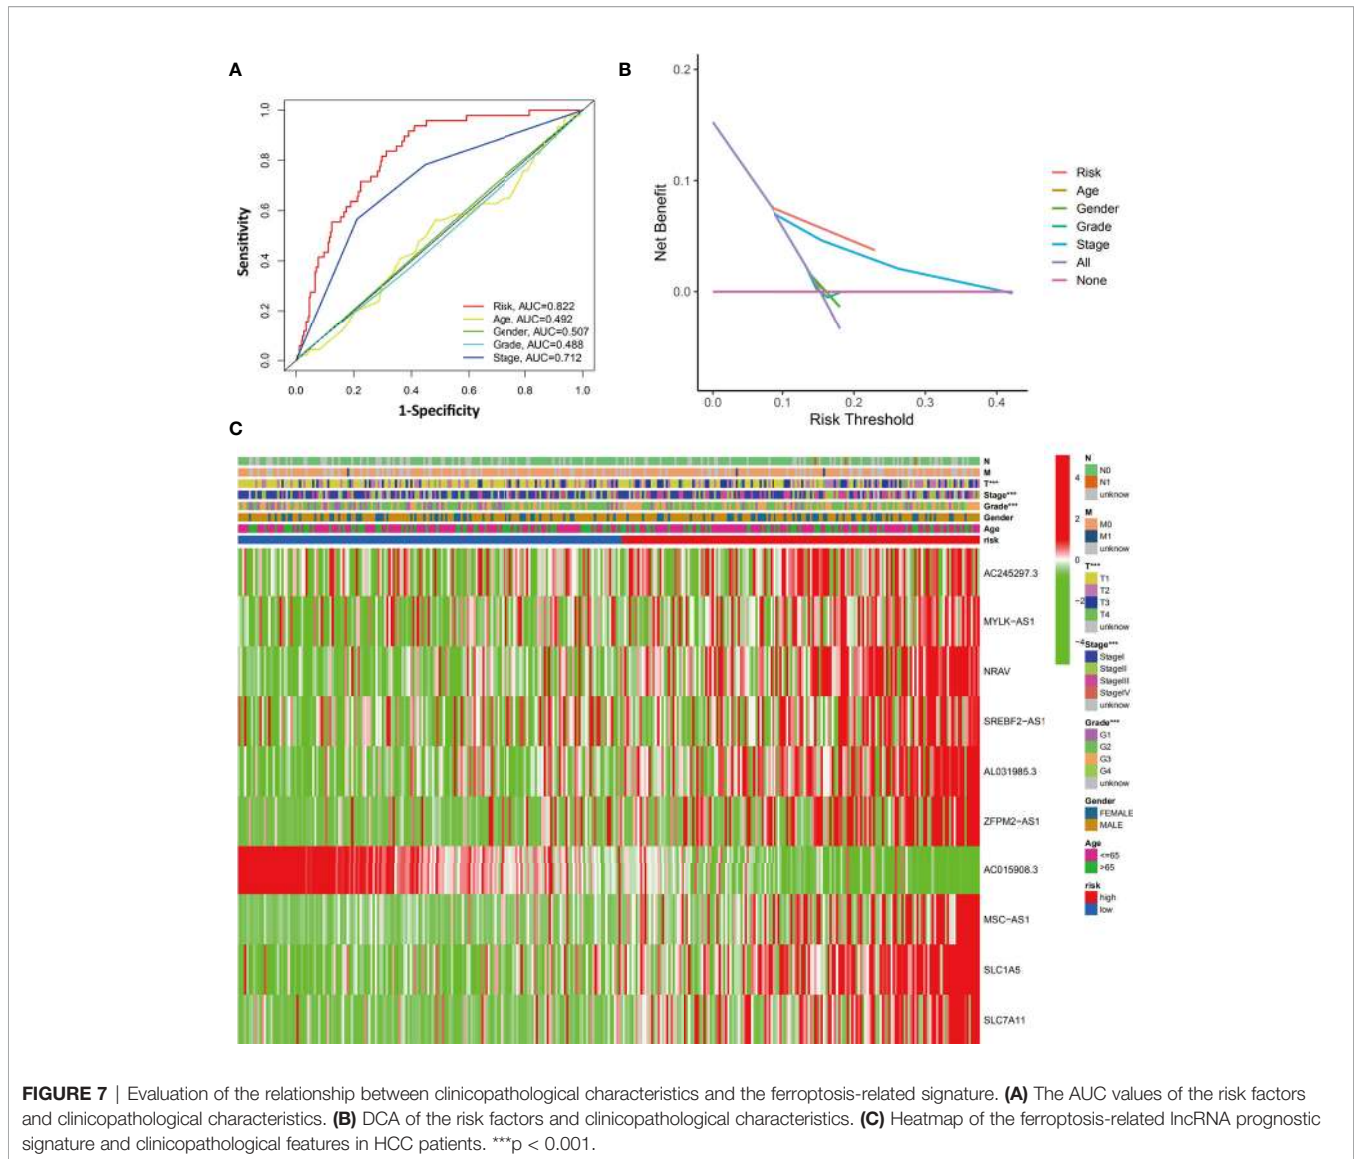 A
1.0
0.8
0.6
0.4
0.2
0.0
Sensitivity
Risk, AUC=0.822
Age, AUC=0.492
Gender, AUC=0.507
Grade, AUC=0.488
Stage, AUC=0.712
0.0 0.2 0.4 0.6 0.8 1.0
1-Specificity
B
0.2
0.1
0.0
Net Benefit
0.0 0.1 0.2 0.3 0.4
Risk Threshold
Risk
Age
Gender
Grade
Stage
All
None
C
N
M
T***
Stage***
Grade***
Gender
Age
risk
AC245297.3
MYLK-AS1
NRAV
SREBF2-AS1
AL031985.3
ZFPM2-AS1
AC015908.3
MSC-AS1
SLC1A5
SLC7A11
4
2
0
-2
-4
N
N0
N1
unknow
M
M0
M1
unknow
T***
T1
T2
T3
T4
unknow
Stage***
StageI
StageII
StageIII
StageIV
unknow
Grade***
G1
G2
G3
G4
unknow
Gender
FEMALE
MALE
Age
<=65
>65
risk
high
low
FIGURE 7 | Evaluation of the relationship between clinicopathological characteristics and the ferroptosis-related signature. (A) The AUC values of the risk factors
and clinicopathological characteristics. (B) DCA of the risk factors and clinicopathological characteristics. (C) Heatmap of the ferroptosis-related lncRNA prognostic
signature and clinicopathological features in HCC patients. ***p < 0.001.